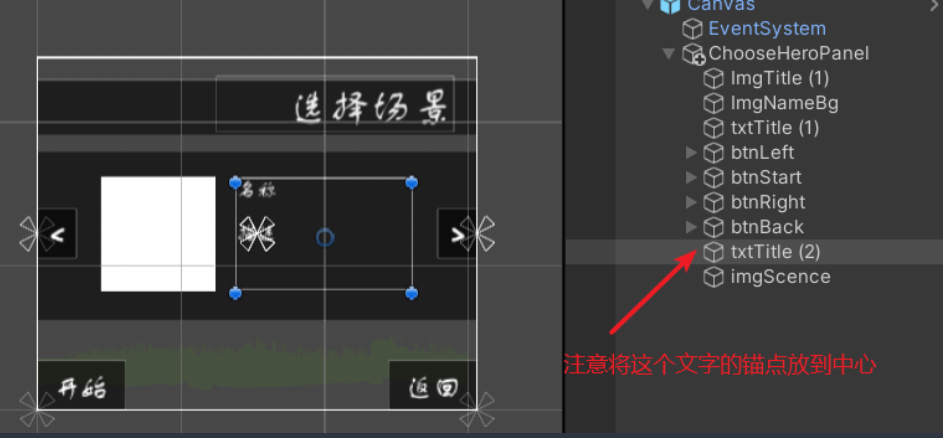 Canvas
EventSystem
ChooseHeroPanel
ImgTitle (1)
ImgNameBg
txtTitle (1)
btnLeft
btnStart
btnRight
btnBack
txtTitle (2)
imgScence
注意将这个文字的锚点放到中心
选择场景
名称
<
>
开始
返回